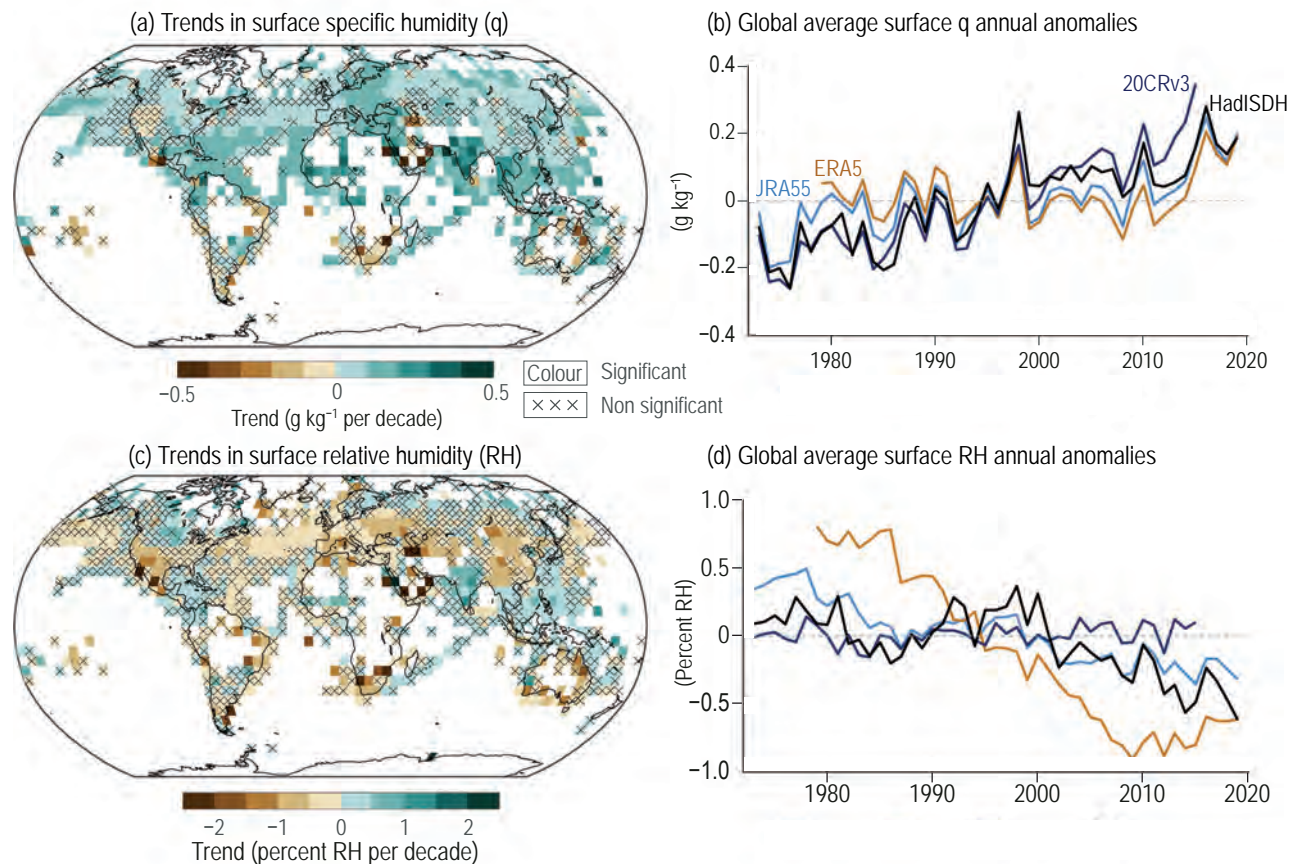 (a) Trends in surface specific humidity (q)
−0.5
0
0.5
Trend (g kg⁻¹ per decade)
Colour Significant
××× Non significant
(b) Global average surface q annual anomalies
(g kg⁻¹)
0.4
0.2
0
−0.2
−0.4
20CRv3
HadISDH
ERA5
JRA55
1980 1990 2000 2010 2020
(c) Trends in surface relative humidity (RH)
−2 −1 0 1 2
Trend (percent RH per decade)
(d) Global average surface RH annual anomalies
(Percent RH)
1.0
0.5
0
−0.5
−1.0
1980 1990 2000 2010 2020